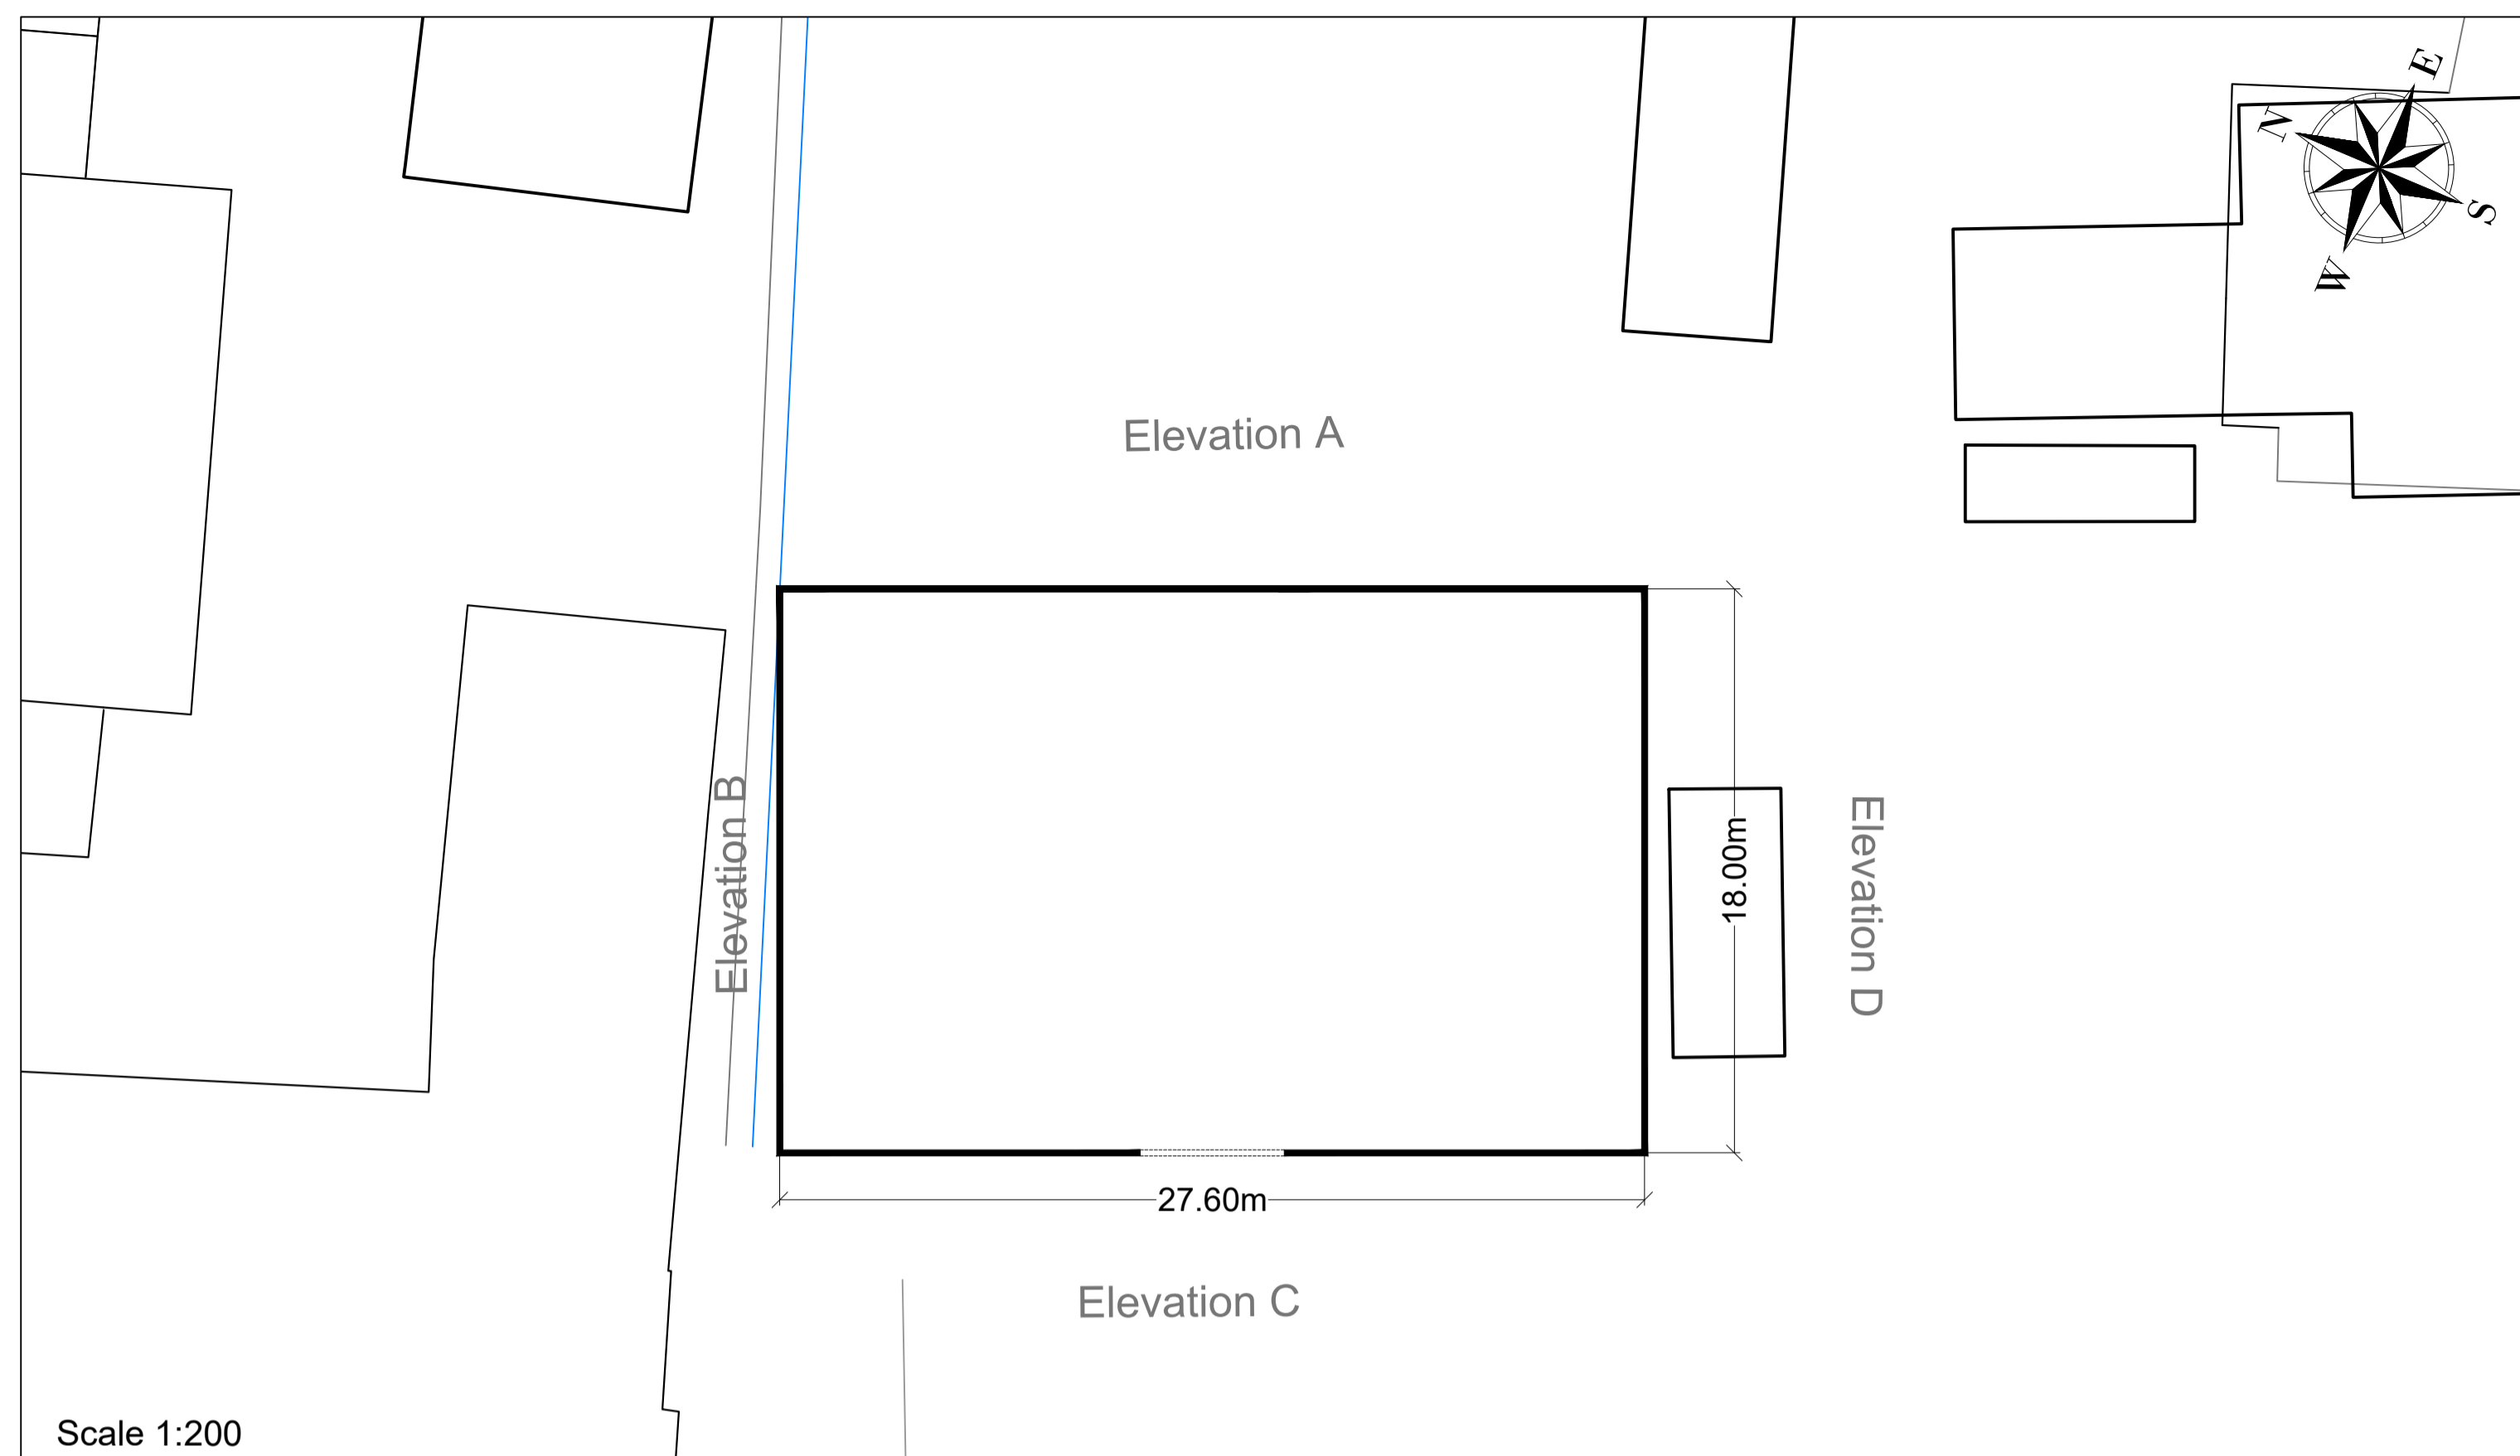 E
N
S
W
Elevation A
Elevation B
18.00m
Elevation D
27.60m
Elevation C
Scale 1:200